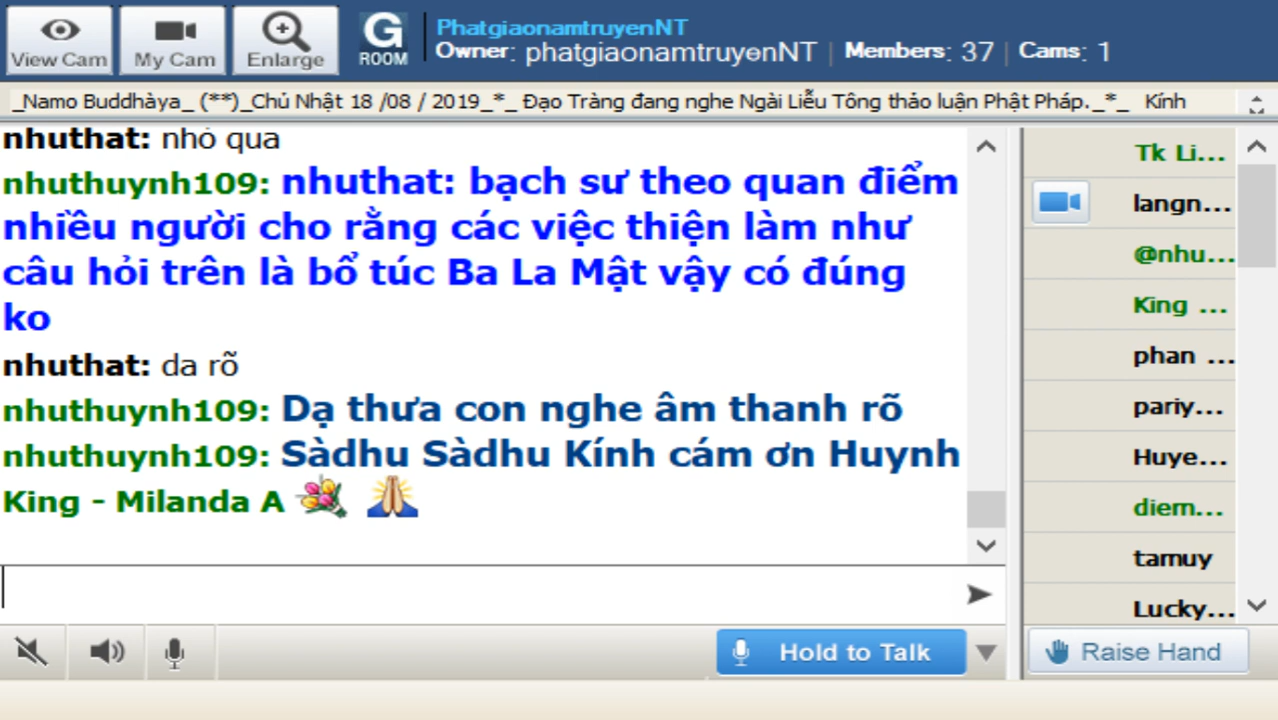 View Cam
My Cam
Enlarge
G
ROOM
PhatgiaonamtruyenNT
Owner: phatgiaonamtruyenNT | Members: 37 | Cams: 1
_Namo Buddhàya_ (**)_Chủ Nhật 18 /08 / 2019_*_ Đạo Tràng đang nghe Ngài Liễu Tông thảo luận Phật Pháp._*_ Kính
nhuthat: nhỏ qua
nhuthuynh109: nhuthat: bạch sư theo quan điểm
nhiều người cho rằng các việc thiện làm như
câu hỏi trên là bổ túc Ba La Mật vậy có đúng
ko
nhuthat: da rõ
nhuthuynh109: Dạ thưa con nghe âm thanh rõ
nhuthuynh109: Sàdhu Sàdhu Kính cám ơn Huynh
King - Milanda A
Tk Li...
langn...
@nhu...
King ...
phan ...
pariy...
Huye...
diem...
tamuy
Lucky...
Hold to Talk
Raise Hand